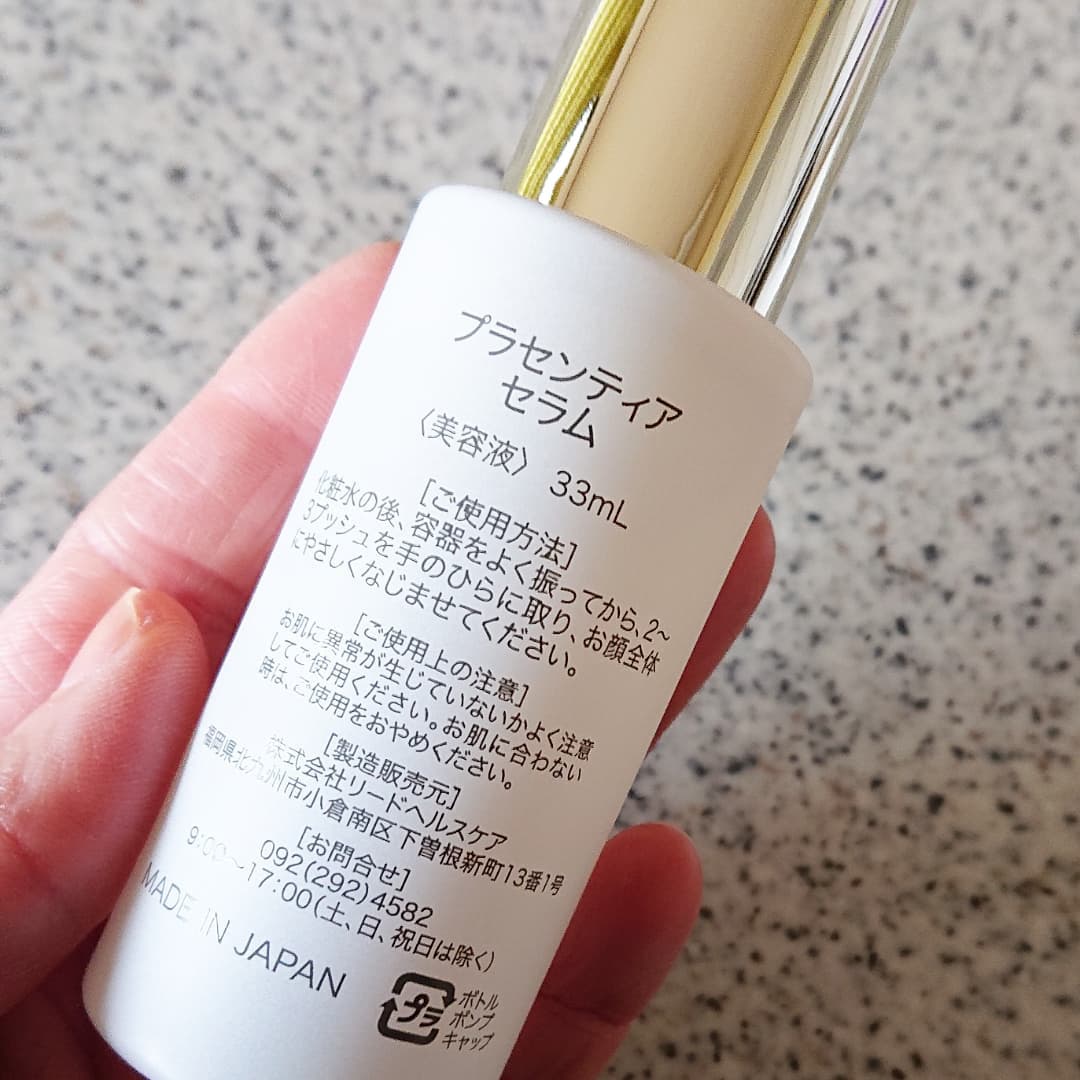 プラセンティア
セラム
〈美容液〉 33mL
[ご使用方法]
化粧水の後、容器をよく振ってから、2~
3プッシュを手のひらに取り、お顔全体
にやさしくなじませてください。
[ご使用上の注意]
お肌に異常が生じていないかよく注意
してご使用ください。お肌に合わない
時は、ご使用をおやめください。
[製造販売元]
株式会社リードヘルスケア
福岡県北九州市小倉南区下曽根新町13番1号
[お問合せ]
092(292)4582
9:00~17:00(土、日、祝日は除く)
MADE IN JAPAN
プラ
ボトル
ポンプ
キャップ